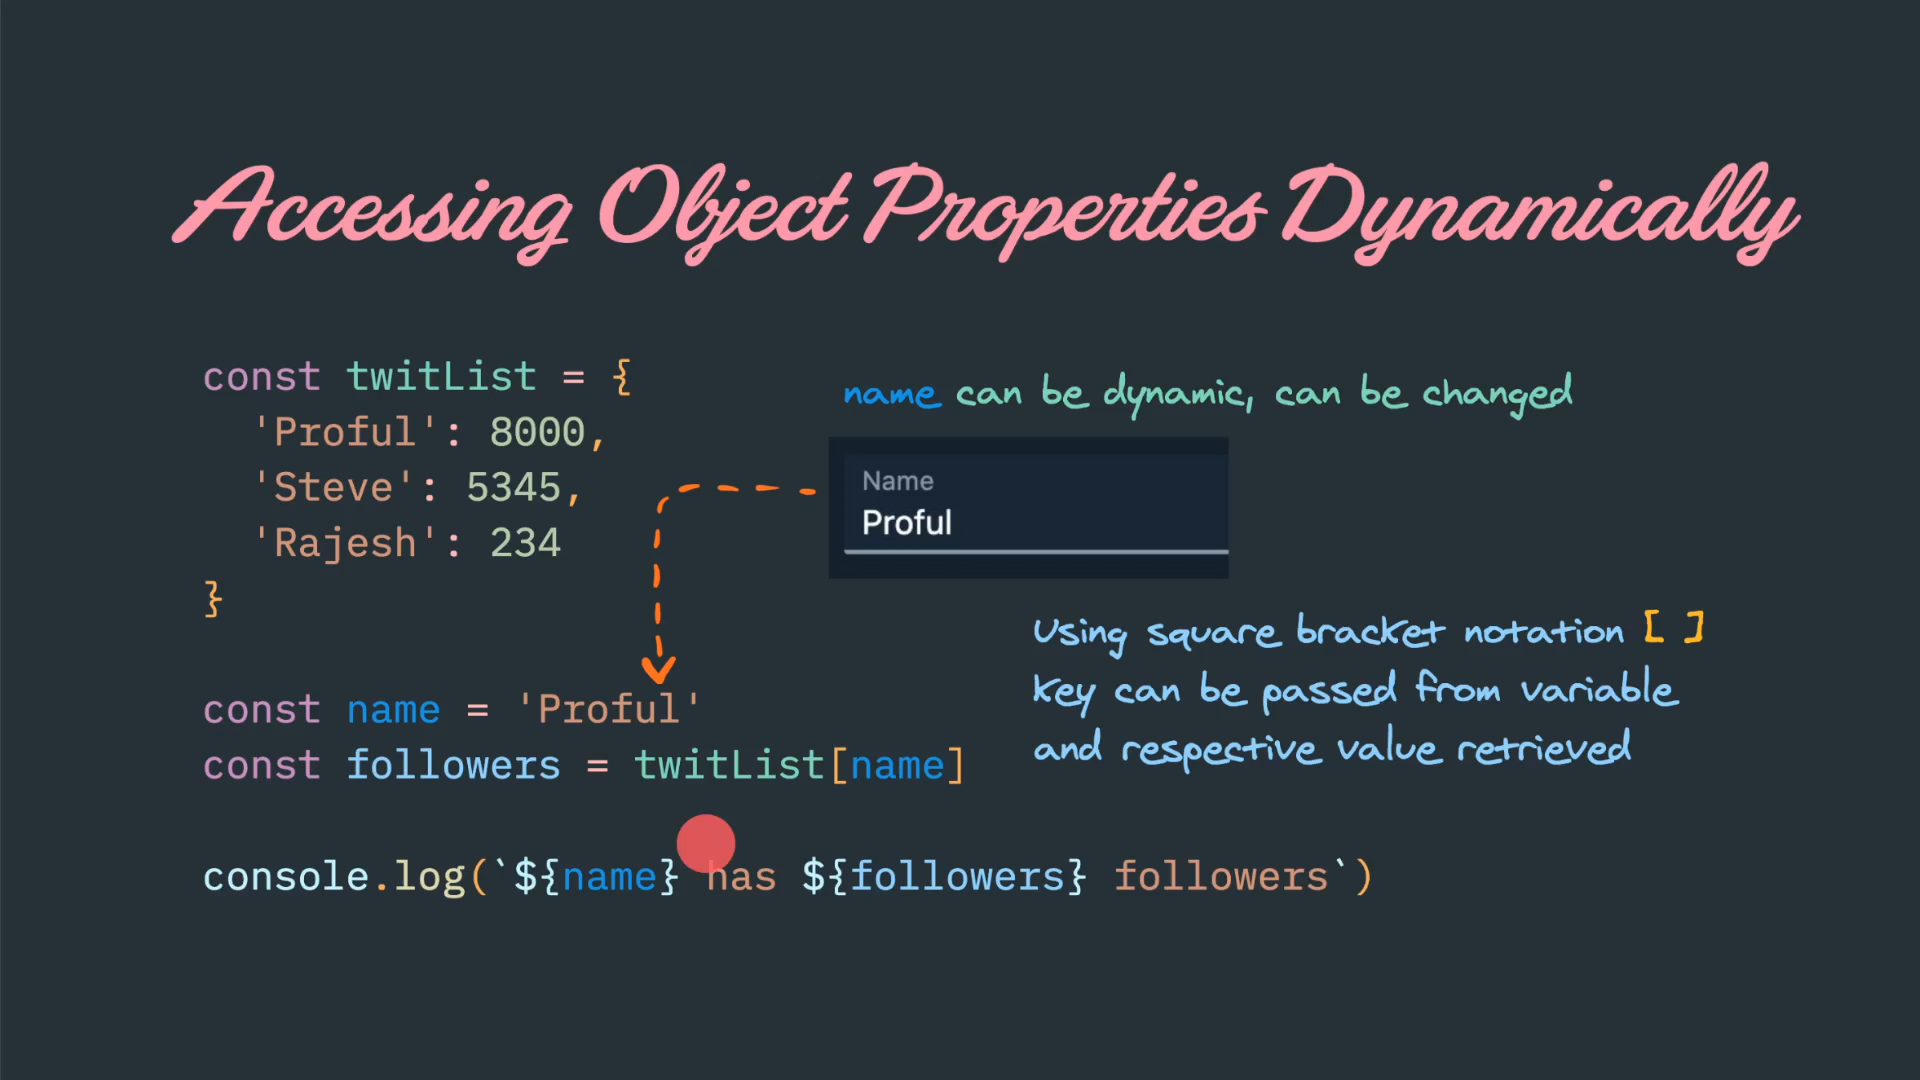 Accessing Object Properties Dynamically
const twitList = {
'Proful': 8000,
'Steve': 5345,
'Rajesh': 234
}
name can be dynamic, can be changed
Name
Proful
Using square bracket notation [ ]
Key can be passed from variable
and respective value retrieved
const name = 'Proful'
const followers = twitList[name]
console.log(`${name} has ${followers} followers`)